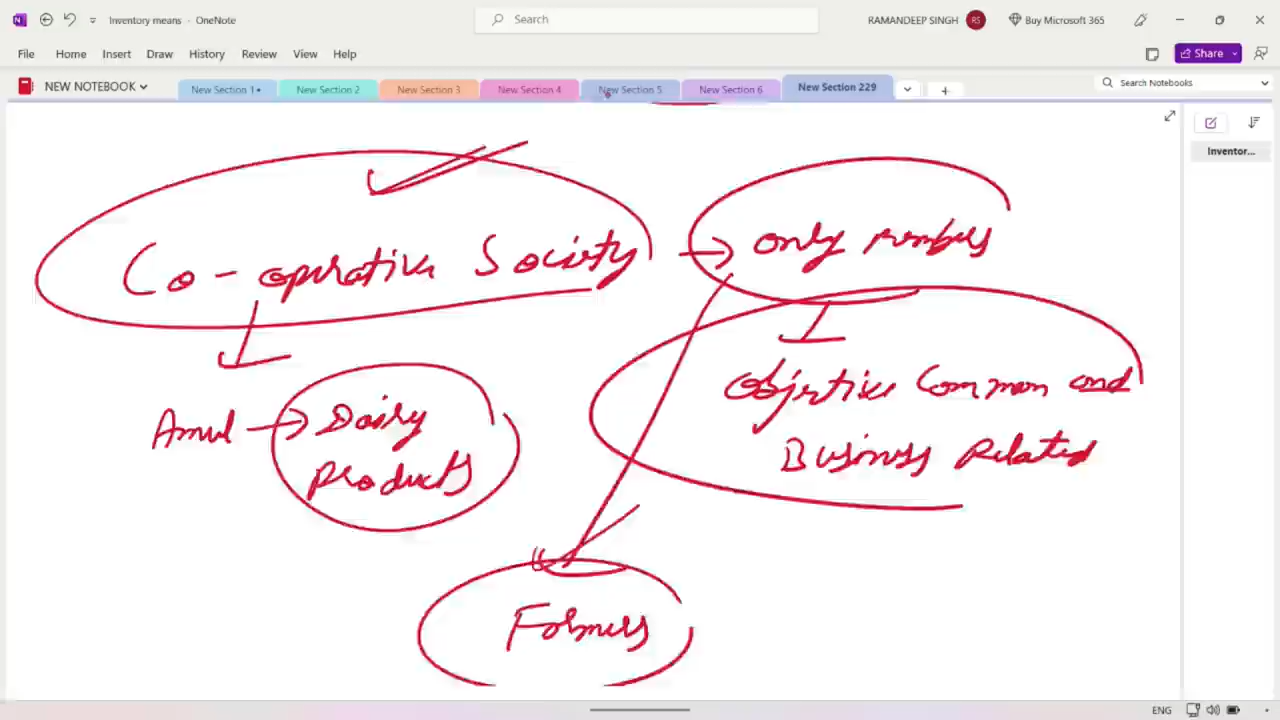 Inventory means - OneNote
Search
RAMANDEEP SINGH
RS
Buy Microsoft 365
File Home Insert Draw History Review View Help
Share
NEW NOTEBOOK
New Section 1
New Section 2
New Section 3
New Section 4
New Section 5
New Section 6
New Section 229
+
Search Notebooks
Inventor...
Co-operative Society → only members
Objective Common and
Business Related
Amul → Dairy
Products
Farmers
ENG